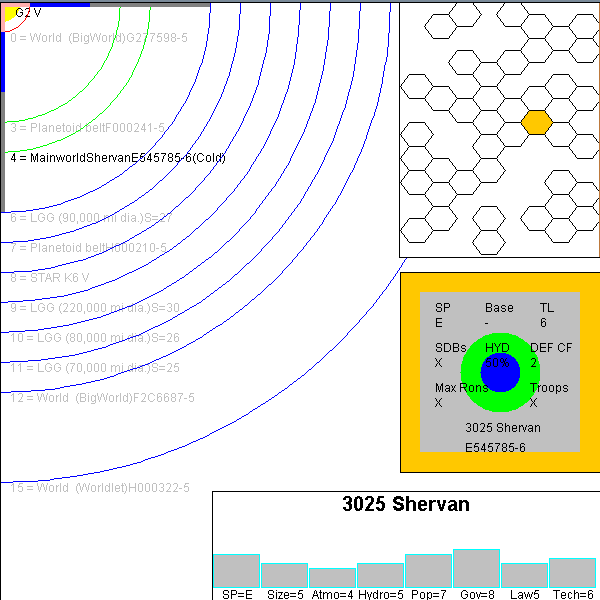 G2 V
0 = World  (BigWorld)G277598-5
3 = Planetoid beltF000241-5
4 = MainworldShervanE545785-6(Cold)
6 = LGG (90,000 mi dia.)S=27
7 = Planetoid beltH000210-5
8 = STAR K6 V
9 = LGG (220,000 mi dia.)S=30
10 = LGG (80,000 mi dia.)S=26
11 = LGG (70,000 mi dia.)S=25
12 = World  (BigWorld)F2C6687-5
15 = World  (Worldlet)H000322-5
SP Base TL
E - 6
SDBs HYD DEF CF
X 50% 2
Max Rons Troops
X X
3025 Shervan
E545785-6
3025 Shervan
SP=E Size=5 Atmo=4 Hydro=5 Pop=7 Gov=8 Law5 Tech=6